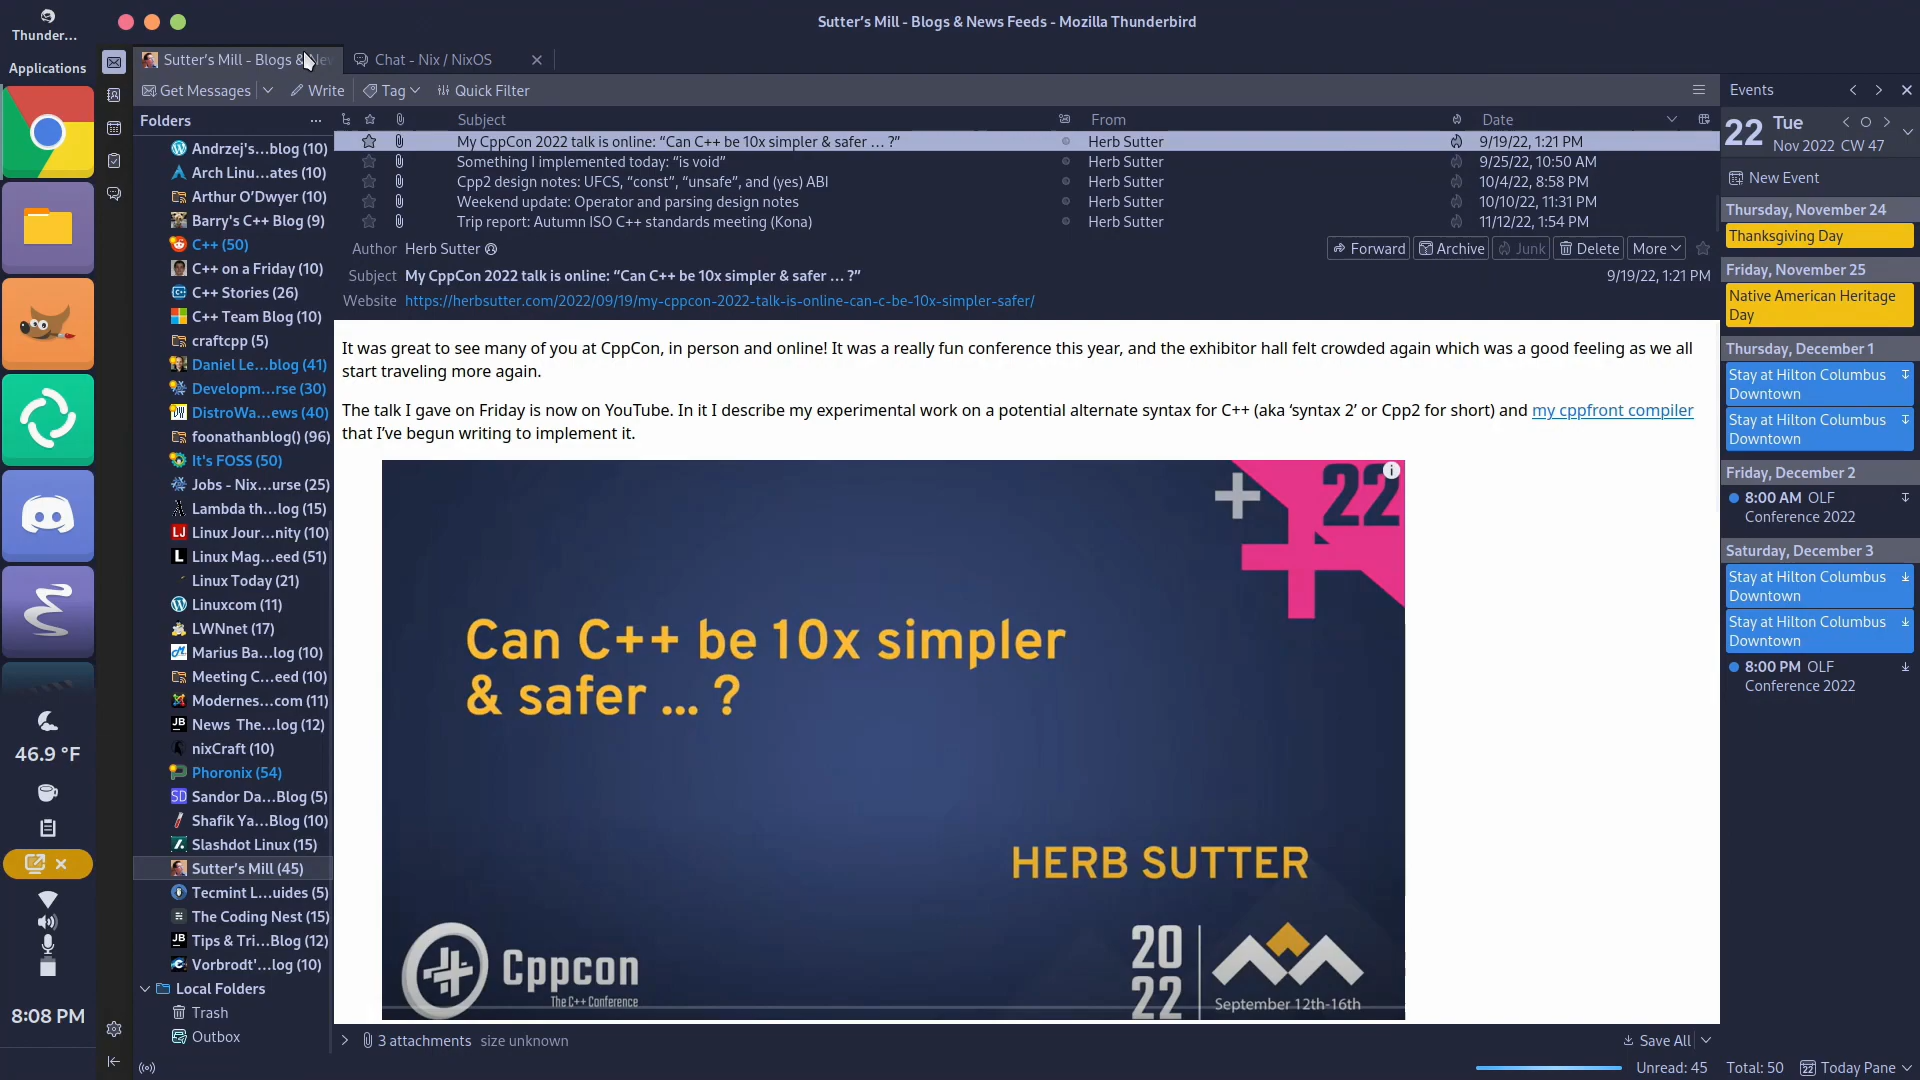 Thunder...
Applications
46.9 °F
8:08 PM
Sutter's Mill - Blogs & News Feeds - Mozilla Thunderbird
Sutter's Mill - Blogs & Ne
Chat - Nix / NixOS
Get Messages
Write
Tag
Quick Filter
Folders
Andrzej's...blog (10)
Arch Linu...ates (10)
Arthur O'Dwyer (10)
Barry's C++ Blog (9)
C++ (50)
C++ on a Friday (10)
C++ Stories (26)
C++ Team Blog (10)
craftcpp (5)
Daniel Le...blog (41)
Developm...rse (30)
DistroWa...ews (40)
foonathanblog() (96)
It's FOSS (50)
Jobs - Nix...urse (25)
Lambda th...log (15)
Linux Jour...nity (10)
Linux Mag...eed (51)
Linux Today (21)
Linuxcom (11)
LWNnet (17)
Marius Ba...log (10)
Meeting C...eed (10)
Modernes...com (11)
News The...log (12)
nixCraft (10)
Phoronix (54)
Sandor Da...Blog (5)
Shafik Ya...Blog (10)
Slashdot Linux (15)
Sutter's Mill (45)
Tecmint L...uides (5)
The Coding Nest (15)
Tips & Tri...Blog (12)
Vorbrodt'...log (10)
Local Folders
Trash
Outbox
Subject From Date
My CppCon 2022 talk is online: “Can C++ be 10x simpler & safer … ?” Herb Sutter 9/19/22, 1:21 PM
Something I implemented today: “is void” Herb Sutter 9/25/22, 10:50 AM
Cpp2 design notes: UFCS, “const”, “unsafe”, and (yes) ABI Herb Sutter 10/4/22, 8:58 PM
Weekend update: Operator and parsing design notes Herb Sutter 10/10/22, 11:31 PM
Trip report: Autumn ISO C++ standards meeting (Kona) Herb Sutter 11/12/22, 1:54 PM
Author Herb Sutter
Forward Archive Junk Delete More
Subject My CppCon 2022 talk is online: “Can C++ be 10x simpler & safer … ?” 9/19/22, 1:21 PM
Website https://herbsutter.com/2022/09/19/my-cppcon-2022-talk-is-online-can-c-be-10x-simpler-safer/
It was great to see many of you at CppCon, in person and online! It was a really fun conference this year, and the exhibitor hall felt crowded again which was a good feeling as we all
start traveling more again.
The talk I gave on Friday is now on YouTube. In it I describe my experimental work on a potential alternate syntax for C++ (aka ‘syntax 2’ or Cpp2 for short) and my cppfront compiler
that I’ve begun writing to implement it.
22
Can C++ be 10x simpler
& safer ... ?
HERB SUTTER
Cppcon
The C++ Conference
20
22
September 12th-16th
3 attachments size unknown
Save All
Unread: 45 Total: 50 22 Today Pane
Events
22 Tue
Nov 2022 CW 47
New Event
Thursday, November 24
Thanksgiving Day
Friday, November 25
Native American Heritage
Day
Thursday, December 1
Stay at Hilton Columbus
Downtown
Stay at Hilton Columbus
Downtown
Friday, December 2
8:00 AM OLF
Conference 2022
Saturday, December 3
Stay at Hilton Columbus
Downtown
Stay at Hilton Columbus
Downtown
8:00 PM OLF
Conference 2022